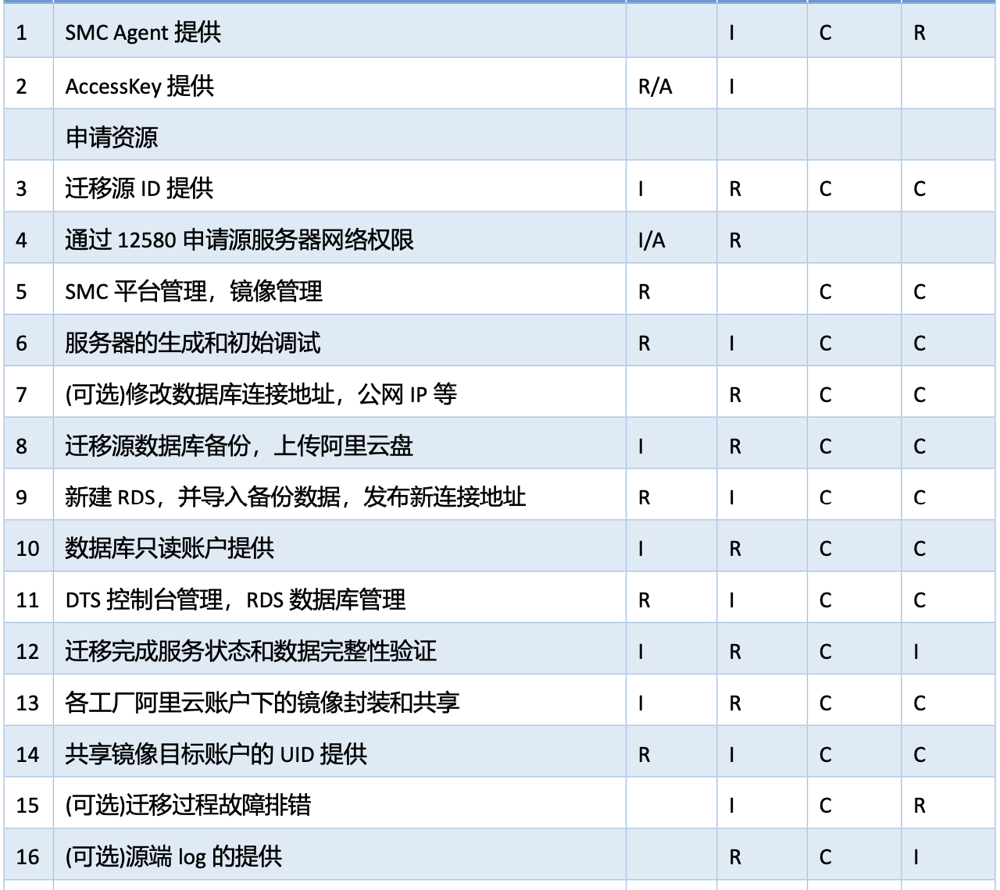 1 SMC Agent 提供 I C R
2 AccessKey 提供 R/A I
申请资源
3 迁移源 ID 提供 I R C C
4 通过 12580 申请源服务器网络权限 I/A R
5 SMC 平台管理，镜像管理 R C C
6 服务器的生成和初始调试 R I C C
7 (可选)修改数据库连接地址，公网 IP 等 R C C
8 迁移源数据库备份，上传阿里云盘 I R C C
9 新建 RDS，并导入备份数据，发布新连接地址 R I C C
10 数据库只读账户提供 I R C C
11 DTS 控制台管理，RDS 数据库管理 R I C C
12 迁移完成服务状态和数据完整性验证 I R C I
13 各工厂阿里云账户下的镜像封装和共享 I R C C
14 共享镜像目标账户的 UID 提供 R I C C
15 (可选)迁移过程故障排错 I C R
16 (可选)源端 log 的提供 R C I